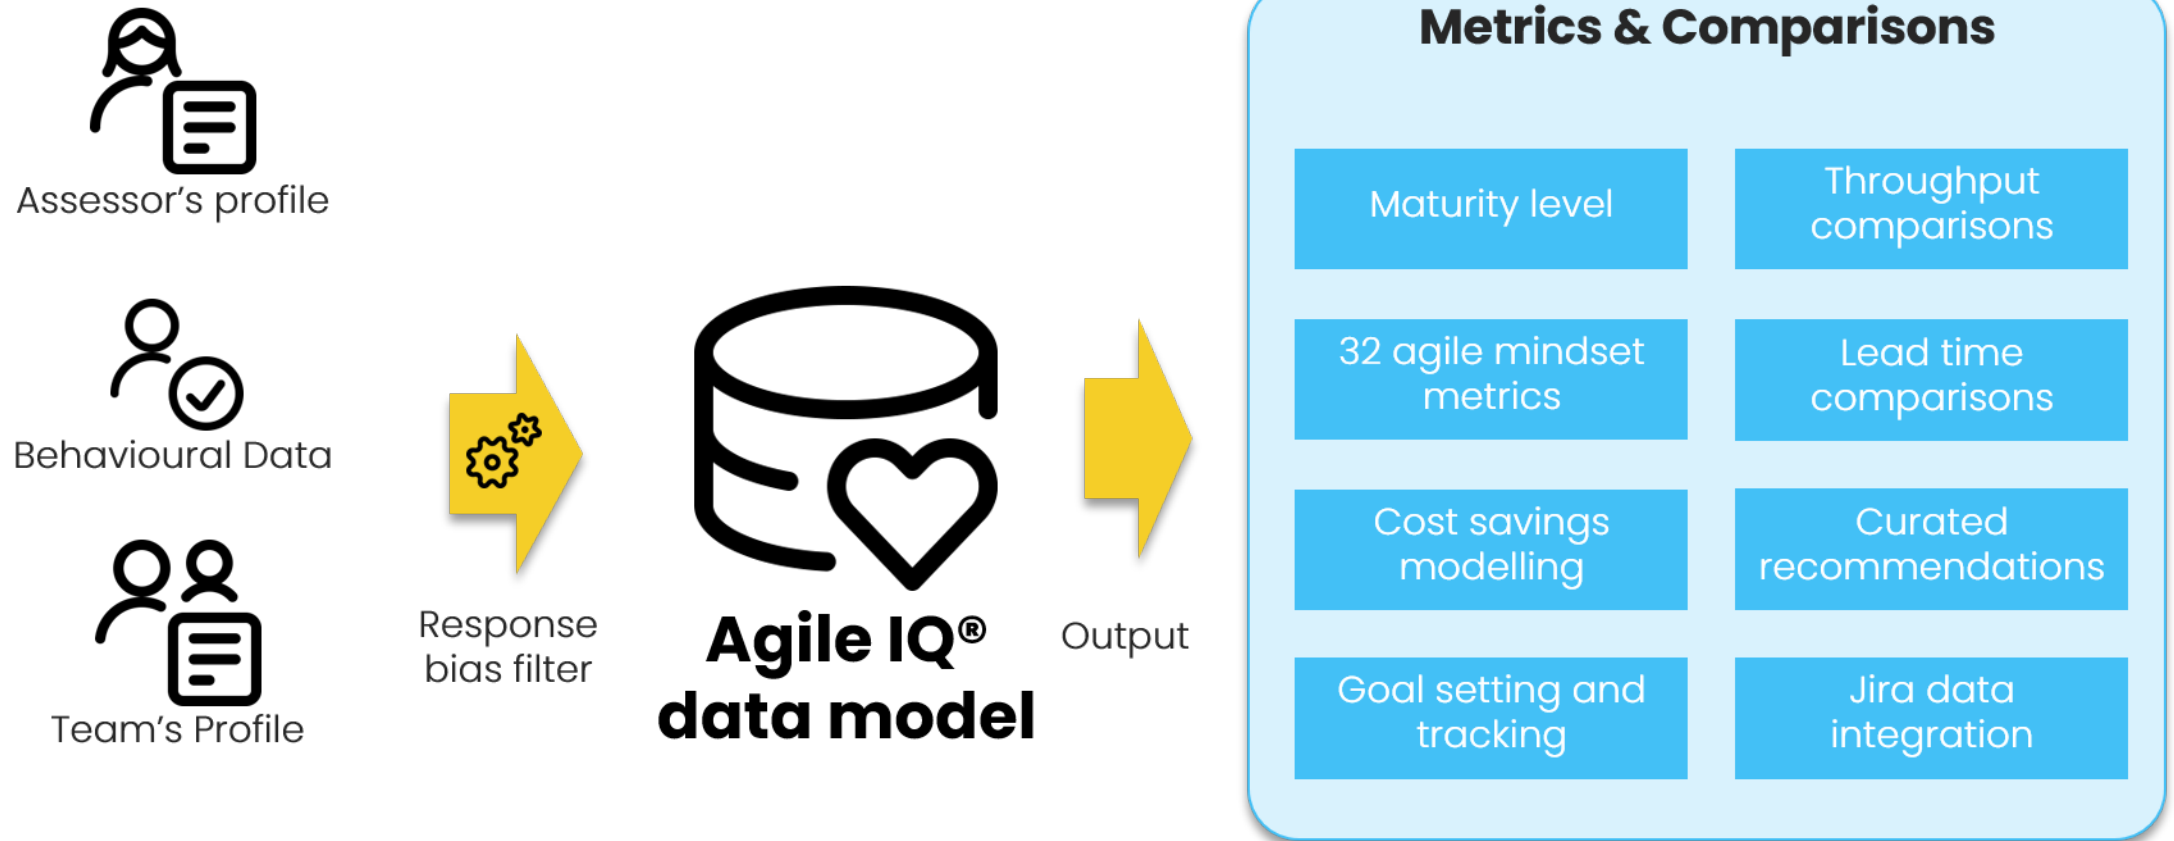 Assessor's profile
Behavioural Data
Team's Profile
Response
bias filter
Agile IQ®
data model
Output
Metrics & Comparisons
Maturity level
Throughput
comparisons
32 agile mindset
metrics
Lead time
comparisons
Cost savings
modelling
Curated
recommendations
Goal setting and
tracking
Jira data
integration